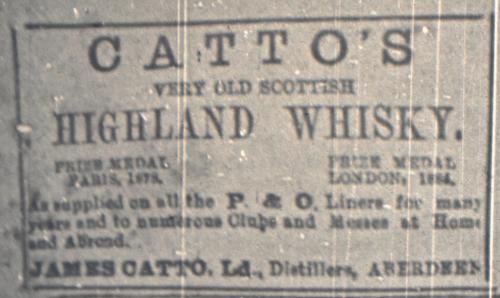 CATTO'S
VERY OLD SCOTTISH
HIGHLAND WHISKY.
PRIZE MEDAL PRIZE MEDAL
PARIS, 1878. LONDON, 1884.
As supplied on all the P. & O. Liners for many
years and to numerous Clubs and Messes at Home
and Abroad.
JAMES CATTO, Ld., Distillers, ABERDEEN